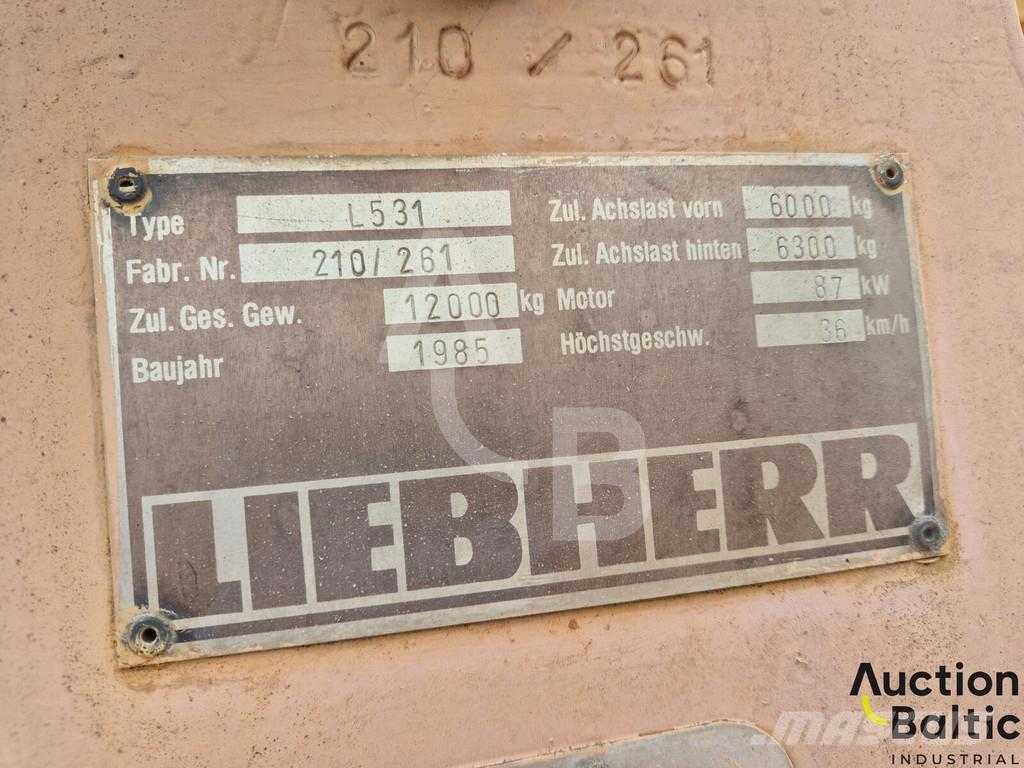 210 / 261
Type L531
Fabr. Nr. 210/261
Zul. Ges. Gew. 12000 kg
Baujahr 1985
Zul. Achslast vorn 6000 kg
Zul. Achslast hinten 6300 kg
Motor 87 kW
Höchstgeschw. 36 km/h
LIEBHERR
B
Auction
Baltic
INDUSTRIAL